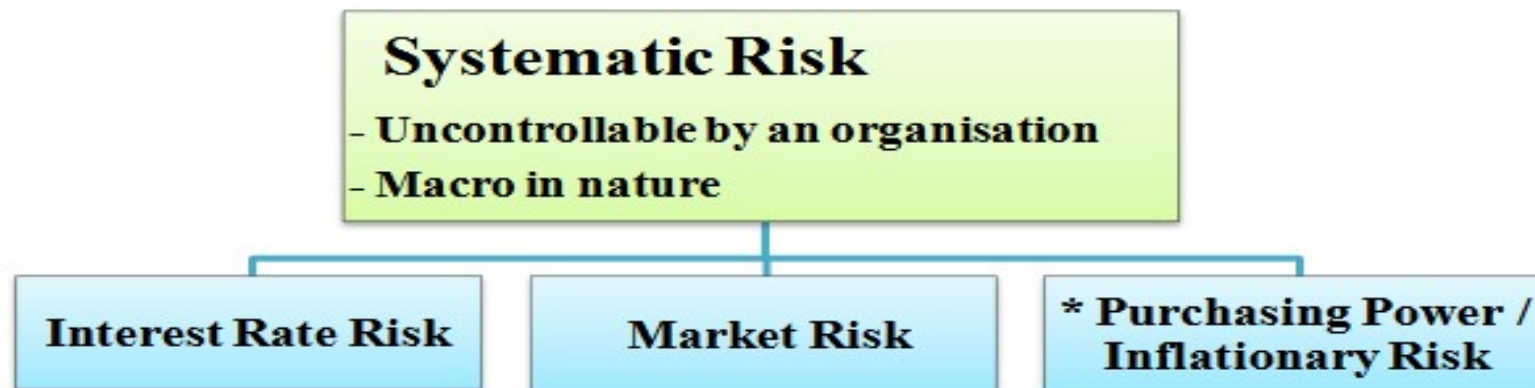 Systematic Risk
- Uncontrollable by an organisation
- Macro in nature
Interest Rate Risk
Market Risk
* Purchasing Power /
Inflationary Risk